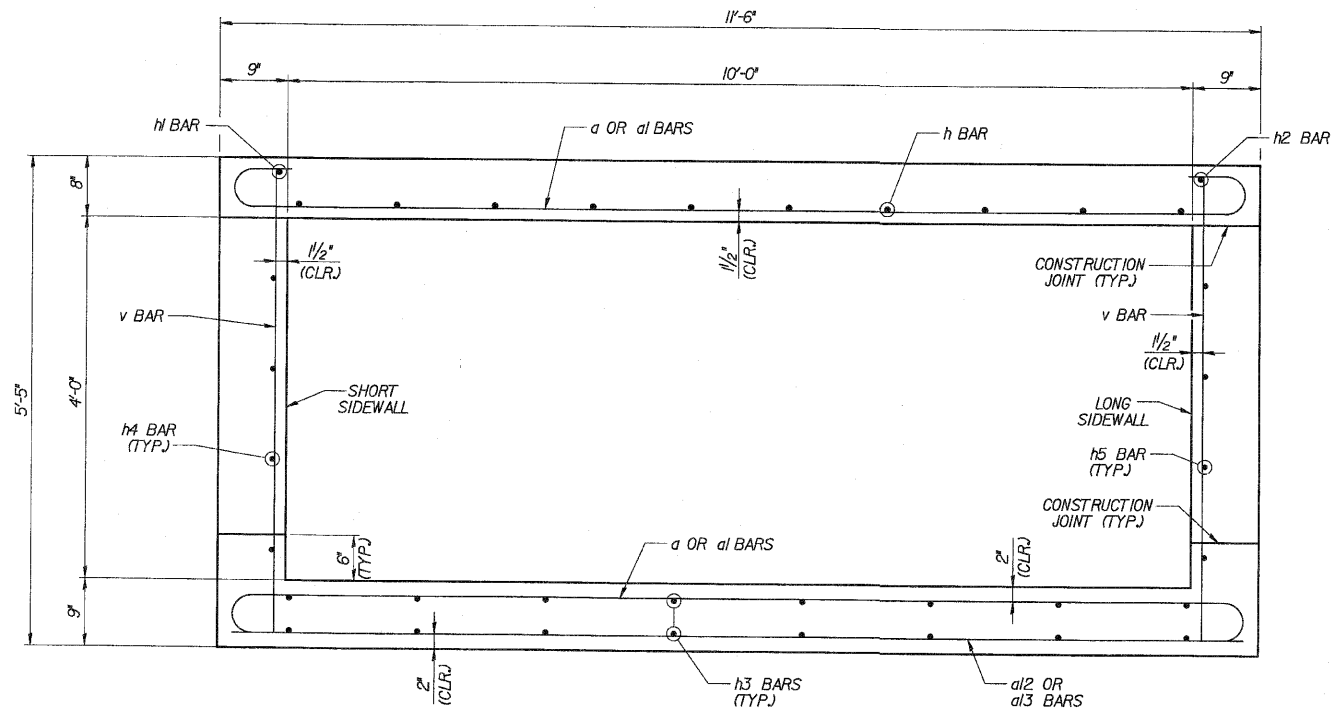 11'-6"
9"
10'-0"
9"
h1 BAR
a OR a1 BARS
h BAR
h2 BAR
5'-5"
8"
4'-0"
9"
1 1/2"
(CLR.)
1 1/2"
(CLR.)
CONSTRUCTION
JOINT (TYP.)
v BAR
v BAR
1 1/2"
(CLR.)
SHORT
SIDEWALL
LONG
SIDEWALL
h4 BAR
(TYP.)
h5 BAR
(TYP.)
CONSTRUCTION
JOINT (TYP.)
6"
(TYP.)
a OR a1 BARS
2"
(CLR.)
2"
(CLR.)
h3 BARS
(TYP.)
a12 OR
a13 BARS